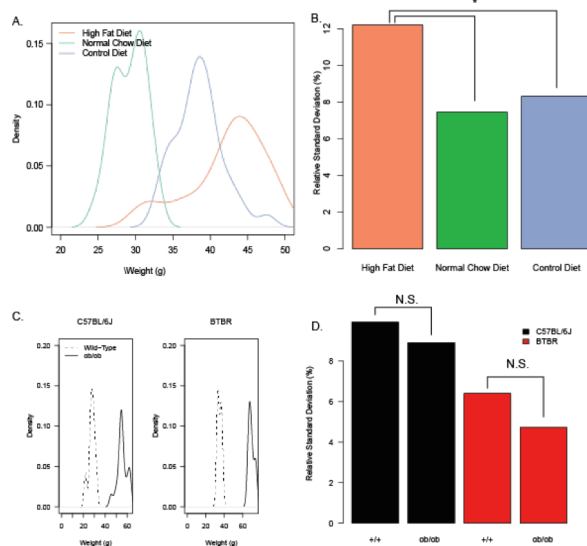 A.
High Fat Diet
Normal Chow Diet
Control Diet
Density
0.00 0.05 0.10 0.15
20 25 30 35 40 45 50
Weight (g)
B.
*
Relative Standard Deviation (%)
0 2 4 6 8 10 12
High Fat Diet Normal Chow Diet Control Diet
C.
C57BL/6J
Wild-Type
ob/ob
Density
0.00 0.05 0.10 0.15 0.20
0 20 40 60
Weight (g)
BTBR
Density
0.00 0.05 0.10 0.15 0.20
0 20 40 60
Weight (g)
D.
N.S.
N.S.
C57BL/6J
BTBR
Relative Standard Deviation (%)
0 2 4 6 8
+/+ ob/ob +/+ ob/ob